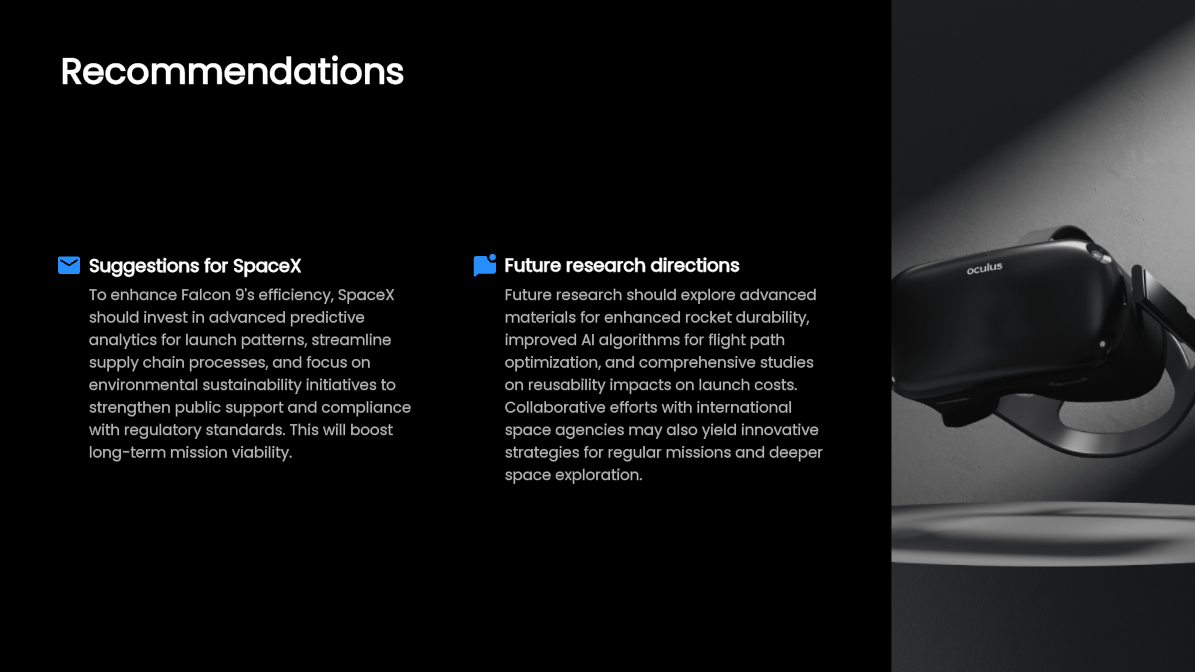 Recommendations
Suggestions for SpaceX
To enhance Falcon 9's efficiency, SpaceX
should invest in advanced predictive
analytics for launch patterns, streamline
supply chain processes, and focus on
environmental sustainability initiatives to
strengthen public support and compliance
with regulatory standards. This will boost
long-term mission viability.
Future research directions
Future research should explore advanced
materials for enhanced rocket durability,
improved AI algorithms for flight path
optimization, and comprehensive studies
on reusability impacts on launch costs.
Collaborative efforts with international
space agencies may also yield innovative
strategies for regular missions and deeper
space exploration.
oculus